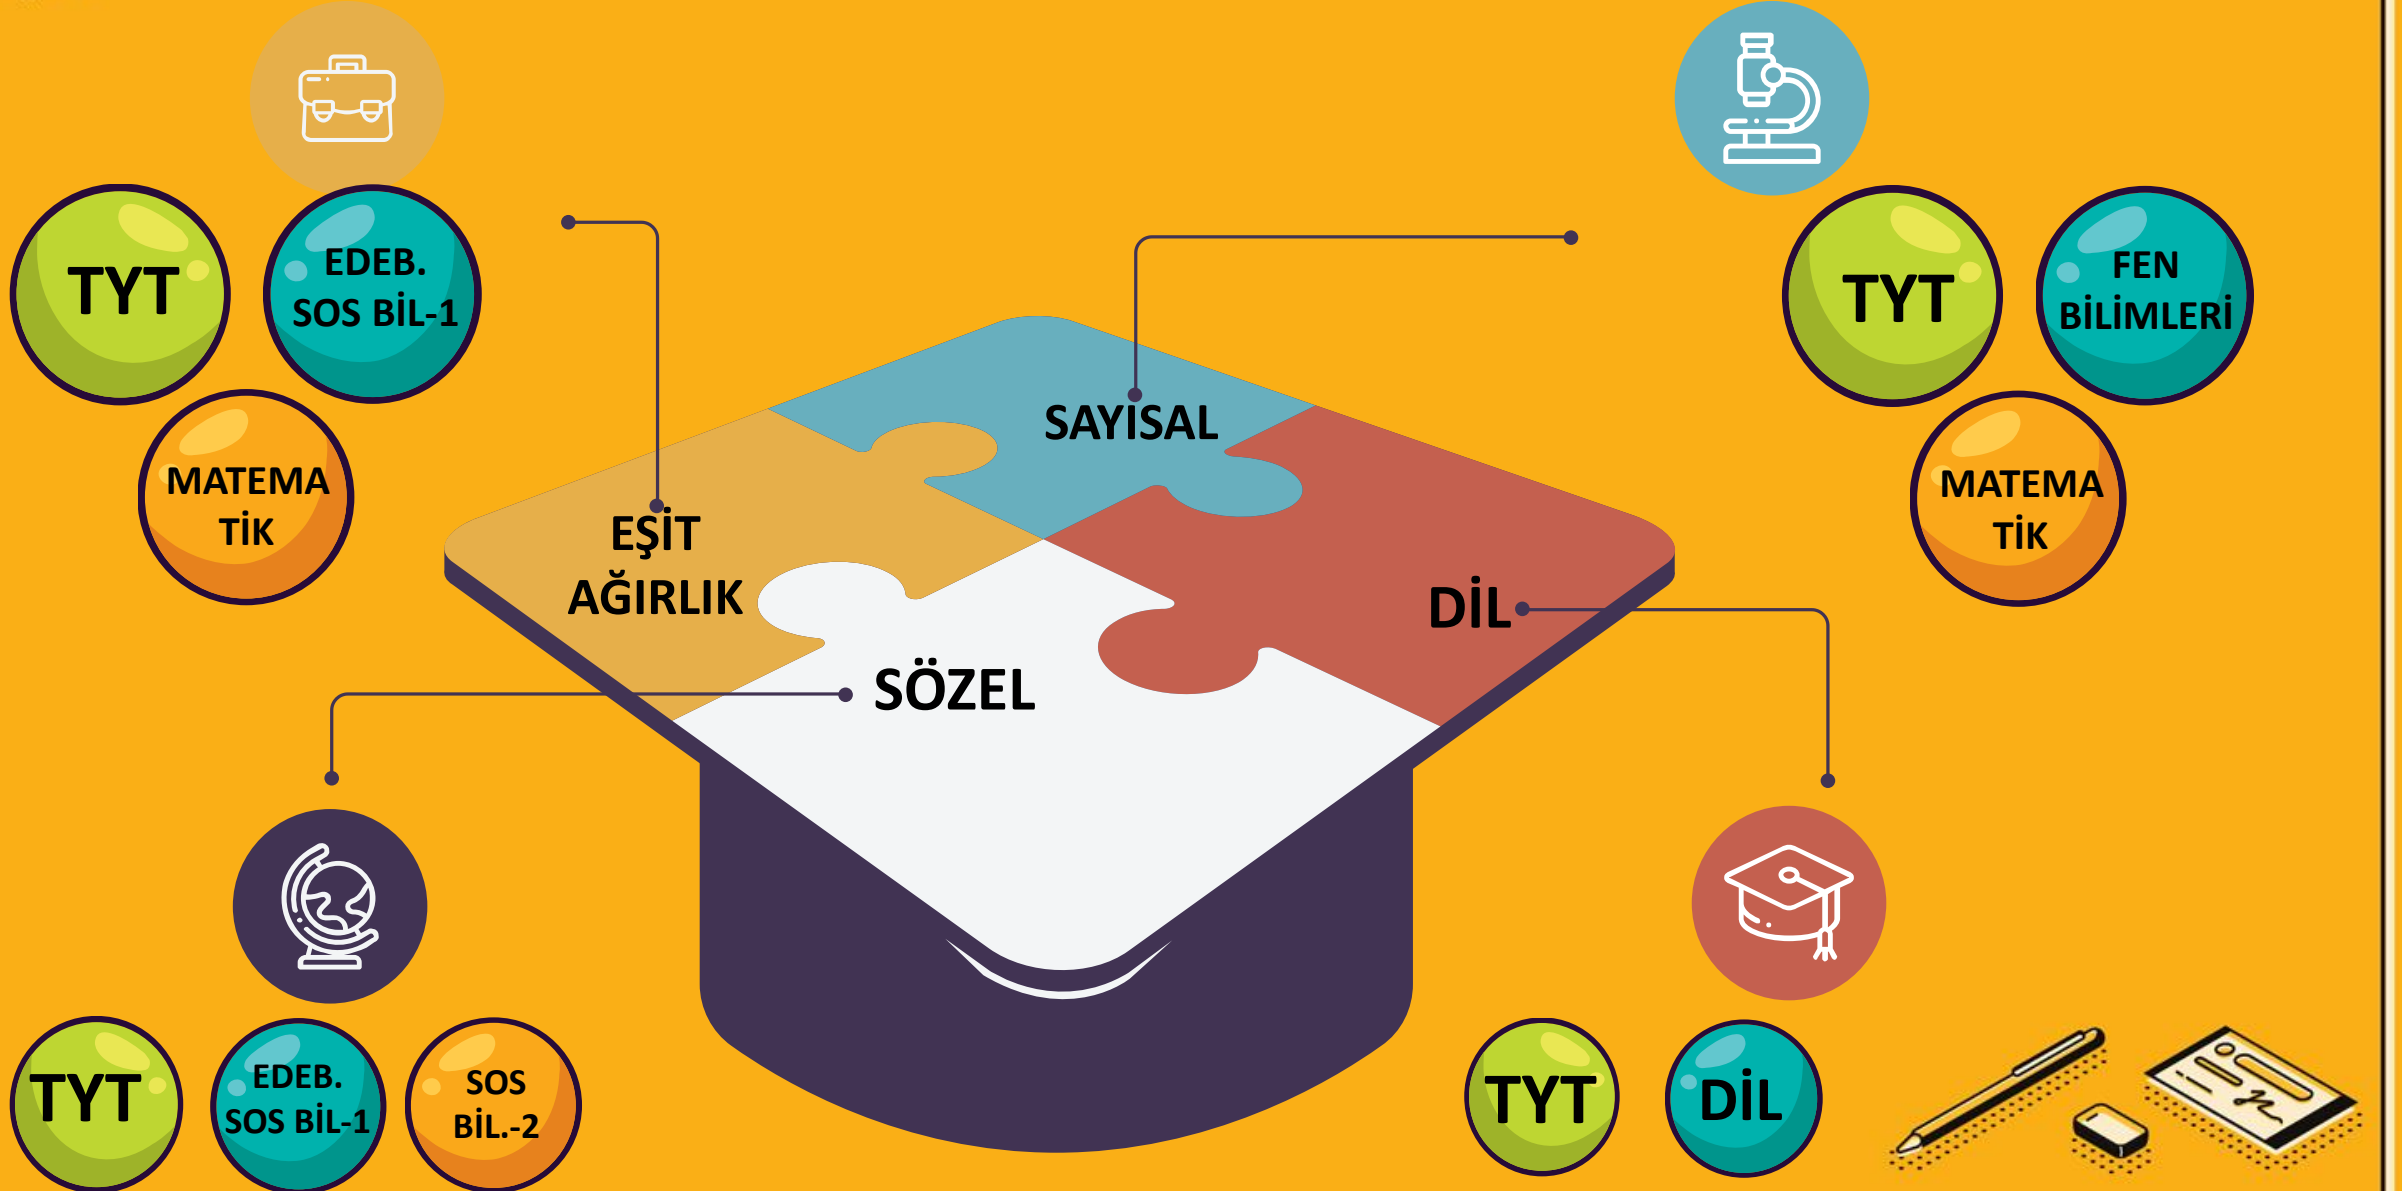 TYT
EDEB.
SOS BİL-1
MATEMA
TİK
TYT
FEN
BİLİMLERİ
MATEMA
TİK
SAYISAL
EŞİT
AĞIRLIK
DİL
SÖZEL
TYT
EDEB.
SOS BİL-1
SOS
BİL.-2
TYT
DİL